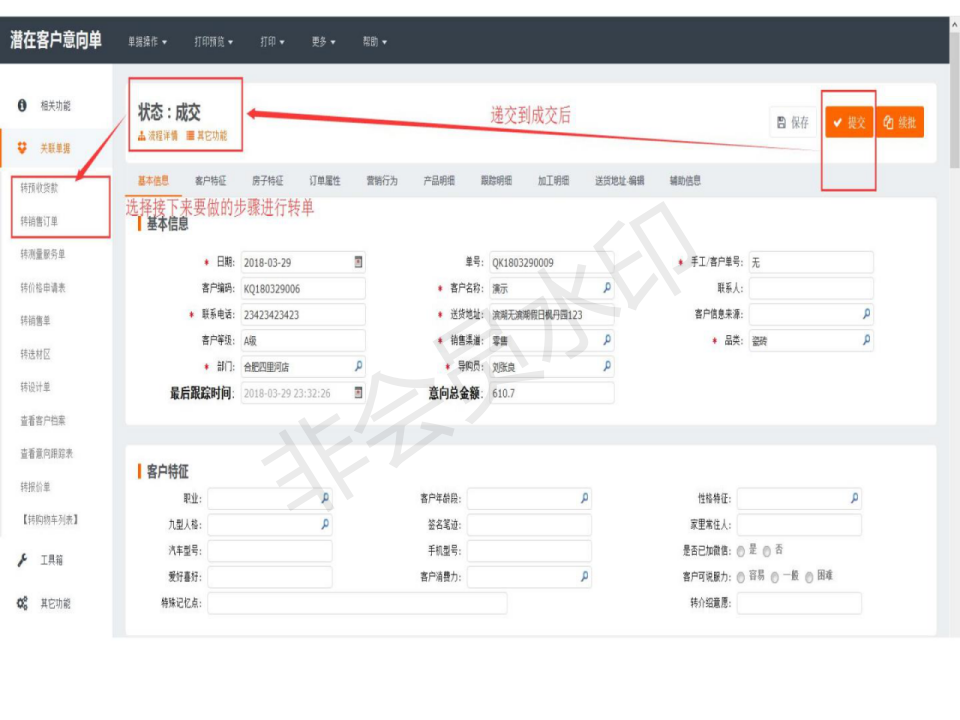 潜在客户意向单 单据操作 打印预览 打印 更多 帮助
相关功能
关联单据
转预收货款
转销售订单
转测量服务单
转价格申请表
转销售单
转选材区
转设计单
查看客户档案
查看意向跟踪表
转报价单
【转购物车列表】
工具箱
其它功能
状态：成交
流程详情 其它功能
递交到成交后
保存 提交 续批
基本信息 客户特征 房子特征 订单属性 营销行为 产品明细 跟踪明细 加工明细 送货地址-编辑 辅助信息
选择接下来要做的步骤进行转单
基本信息
* 日期: 2018-03-29 单号: QK1803290009 * 手工/客户单号: 无
客户编码: KQ180329006 * 客户名称: 演示 联系人:
* 联系电话: 23423423423 * 送货地址: 滨湖无滨湖假日枫丹园123 客户信息来源:
客户等级: A级 * 销售渠道: 零售 * 品类: 瓷砖
* 部门: 合肥四里河店 * 导购员: 刘张良
最后跟踪时间: 2018-03-29 23:32:26 意向总金额: 610.7
客户特征
职业: 客户年龄段: 性格特征:
九型人格: 签名笔迹: 家里常住人:
汽车型号: 手机型号: 是否已加微信: 是 否
爱好喜好: 客户消费力: 客户可说服力: 容易 一般 困难
特殊记忆点: 转介绍意愿:
非会员水印